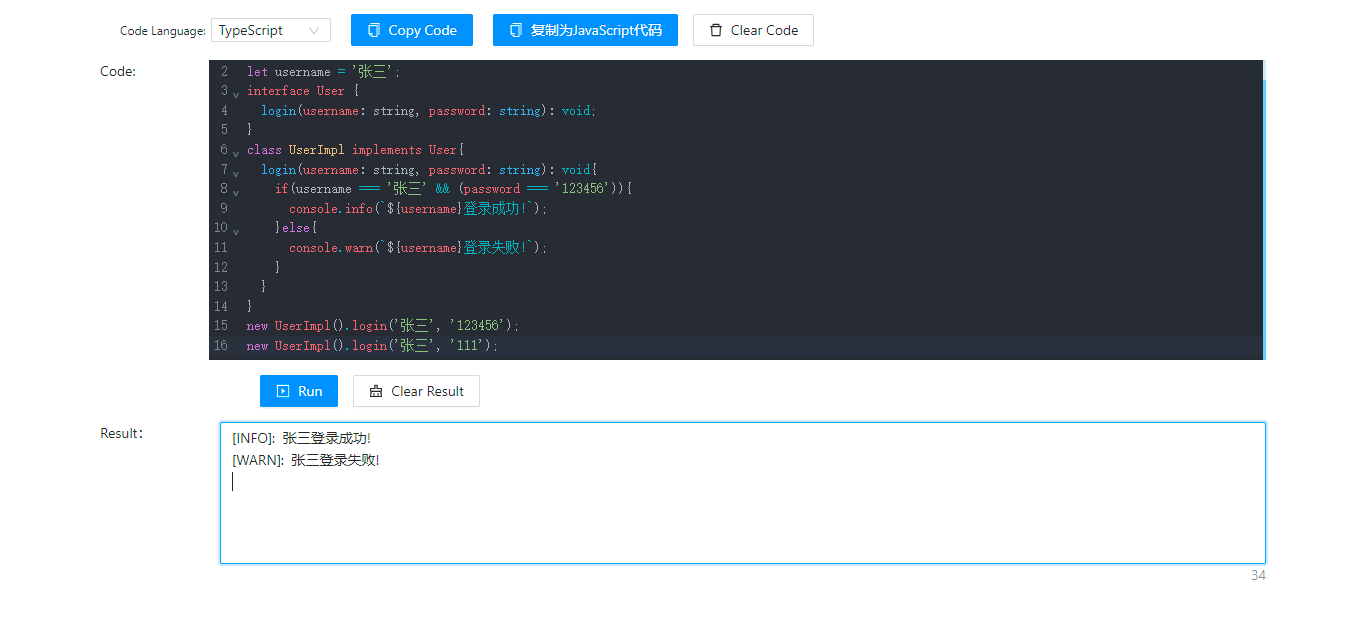 Code Language: TypeScript Copy Code 复制为JavaScript代码 Clear Code
Code:
2 let username = '张三';
3 interface User {
4 login(username: string, password: string): void;
5 }
6 class UserImpl implements User{
7 login(username: string, password: string): void{
8 if(username === '张三' && (password === '123456')){
9 console.info(`${username}登录成功!`);
10 }else{
11 console.warn(`${username}登录失败!`);
12 }
13 }
14 }
15 new UserImpl().login('张三', '123456');
16 new UserImpl().login('张三', '111');
Run Clear Result
Result:
[INFO]: 张三登录成功!
[WARN]: 张三登录失败!
34